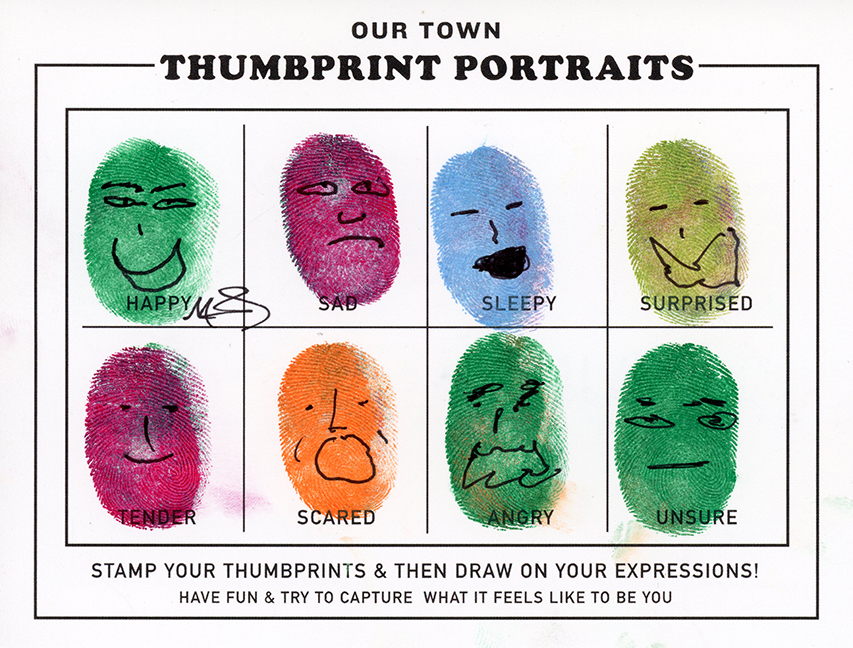 OUR TOWN
THUMBPRINT PORTRAITS
HAPPY
SAD
SLEEPY
SURPRISED
TENDER
SCARED
ANGRY
UNSURE
STAMP YOUR THUMBPRINTS & THEN DRAW ON YOUR EXPRESSIONS!
HAVE FUN & TRY TO CAPTURE WHAT IT FEELS LIKE TO BE YOU